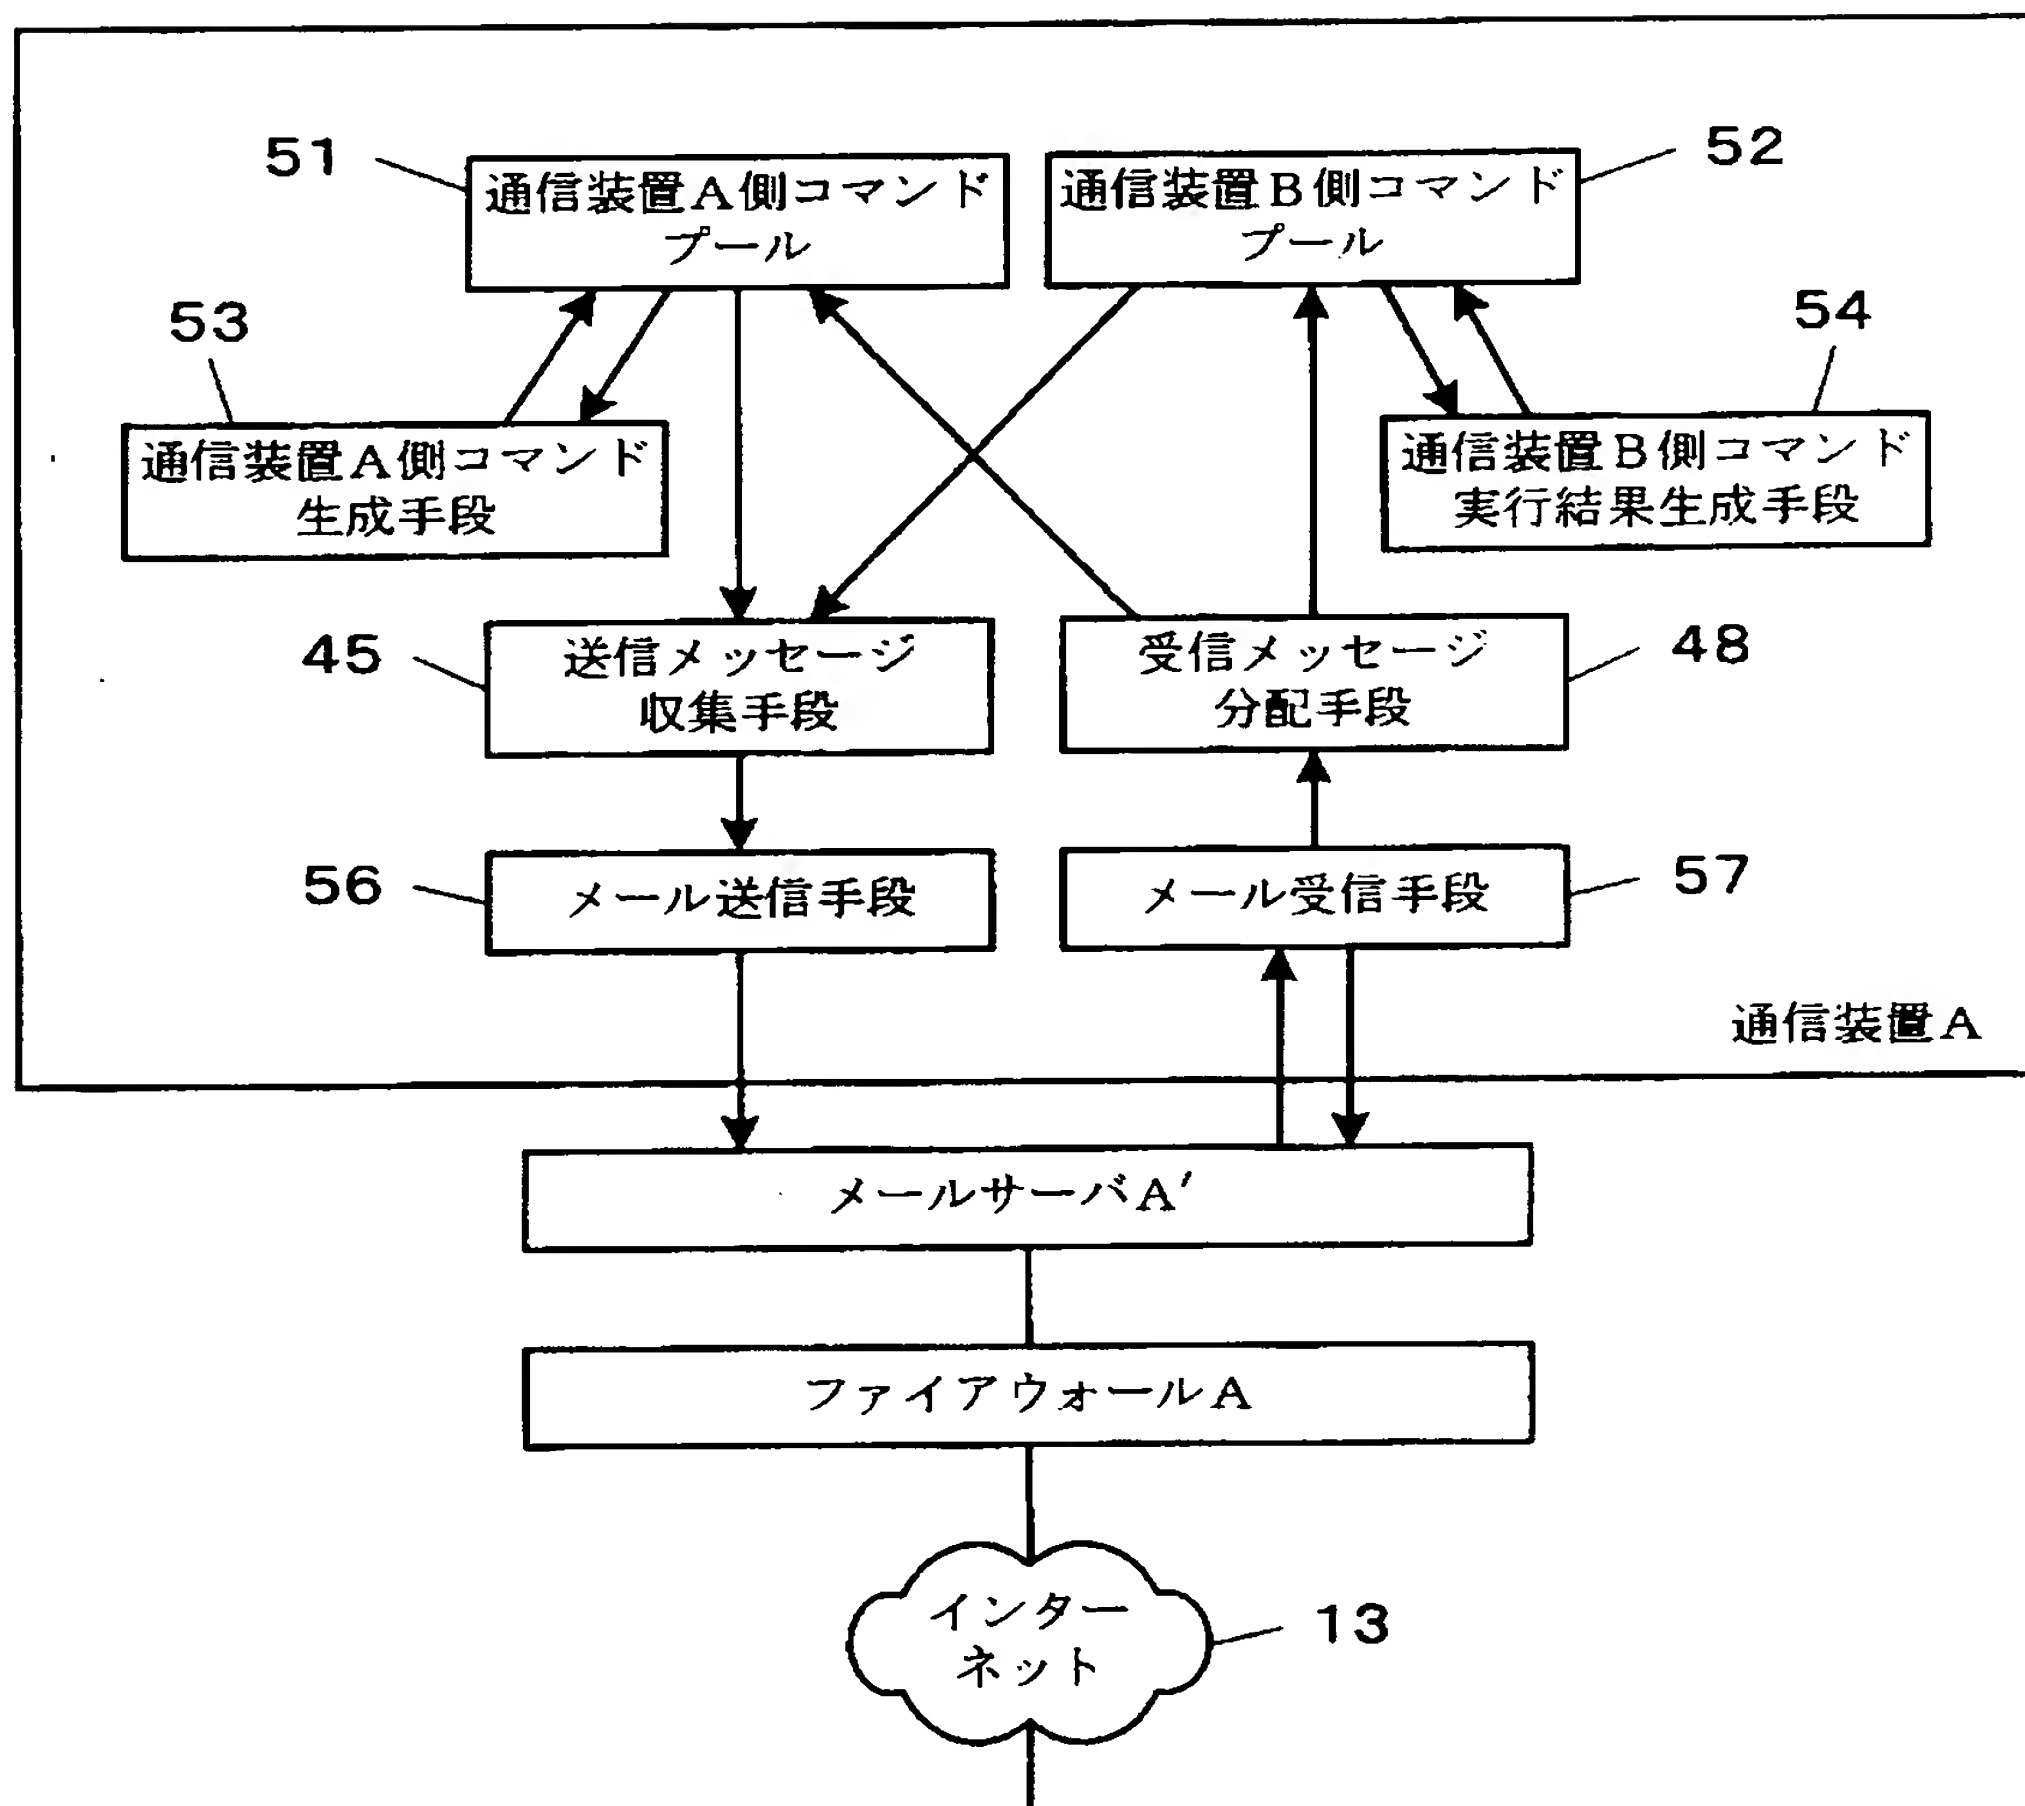 51
通信装置A側コマンド
プール
52
通信装置B側コマンド
プール
53
通信装置A側コマンド
生成手段
54
通信装置B側コマンド
実行結果生成手段
45
送信メッセージ
収集手段
48
受信メッセージ
分配手段
56
メール送信手段
57
メール受信手段
通信装置A
メールサーバA'
ファイアウォールA
インター
ネット
13